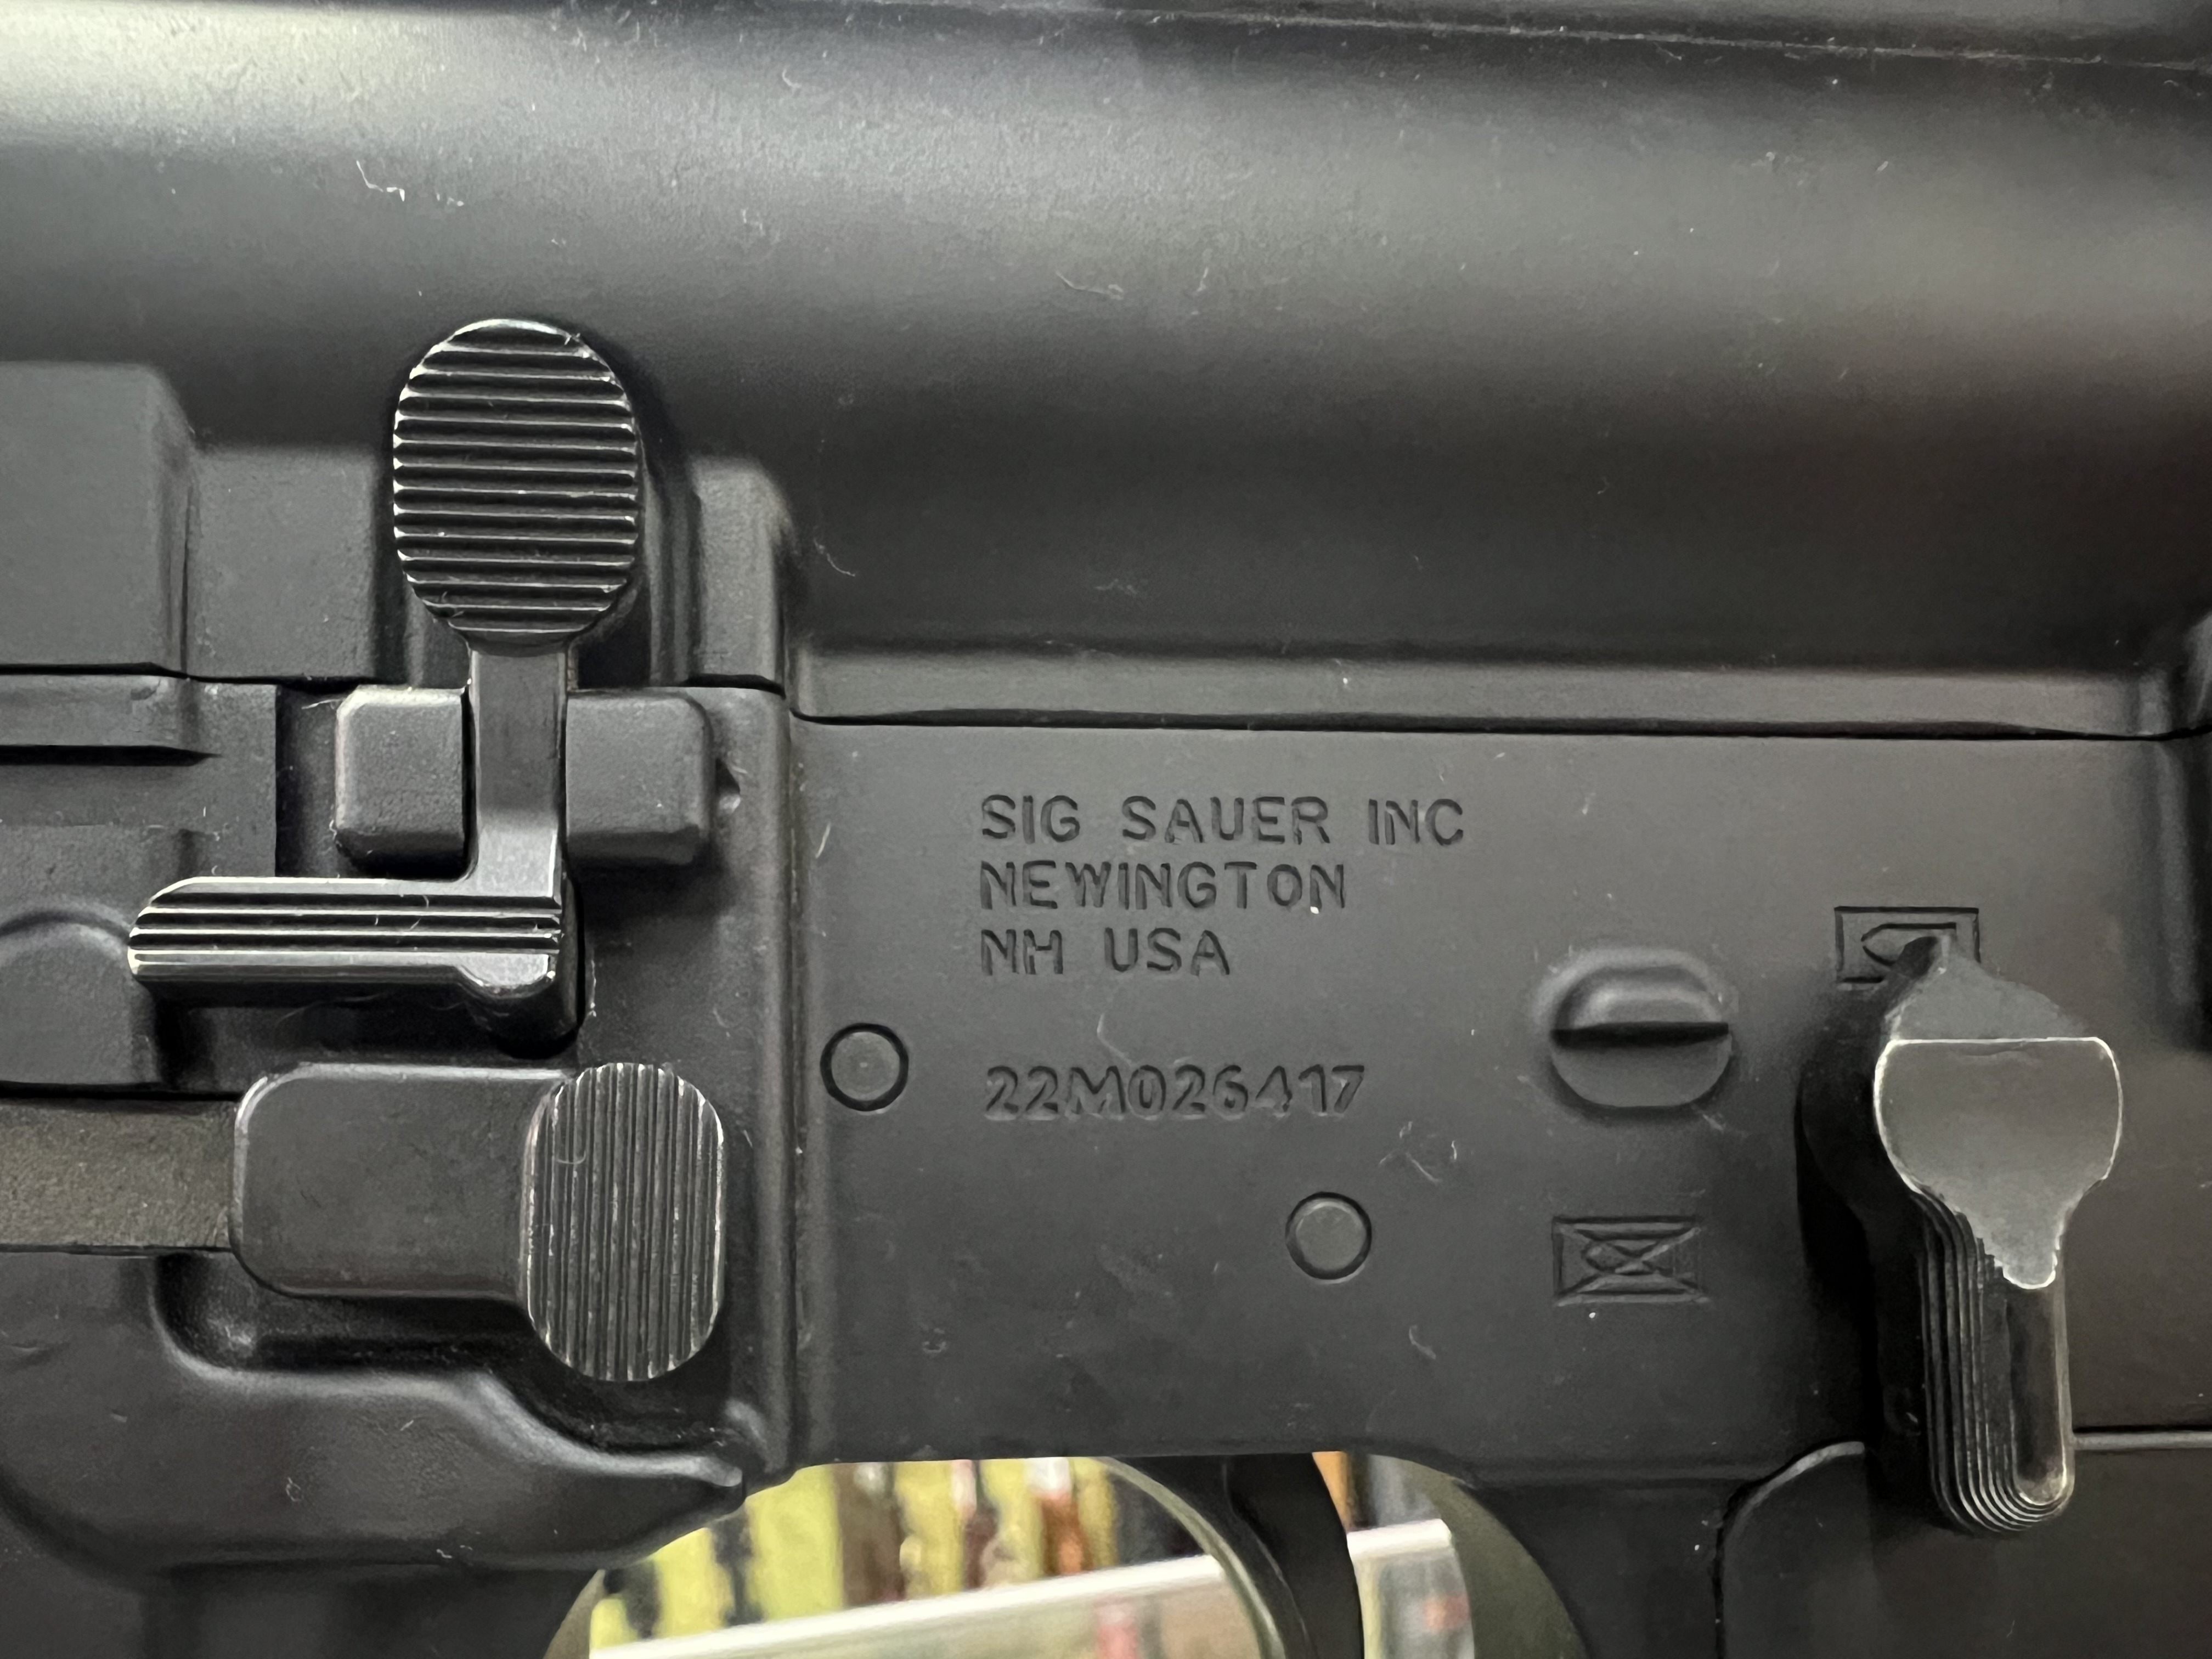 SIG SAUER INC
NEWINGTON
NH USA
22M026417